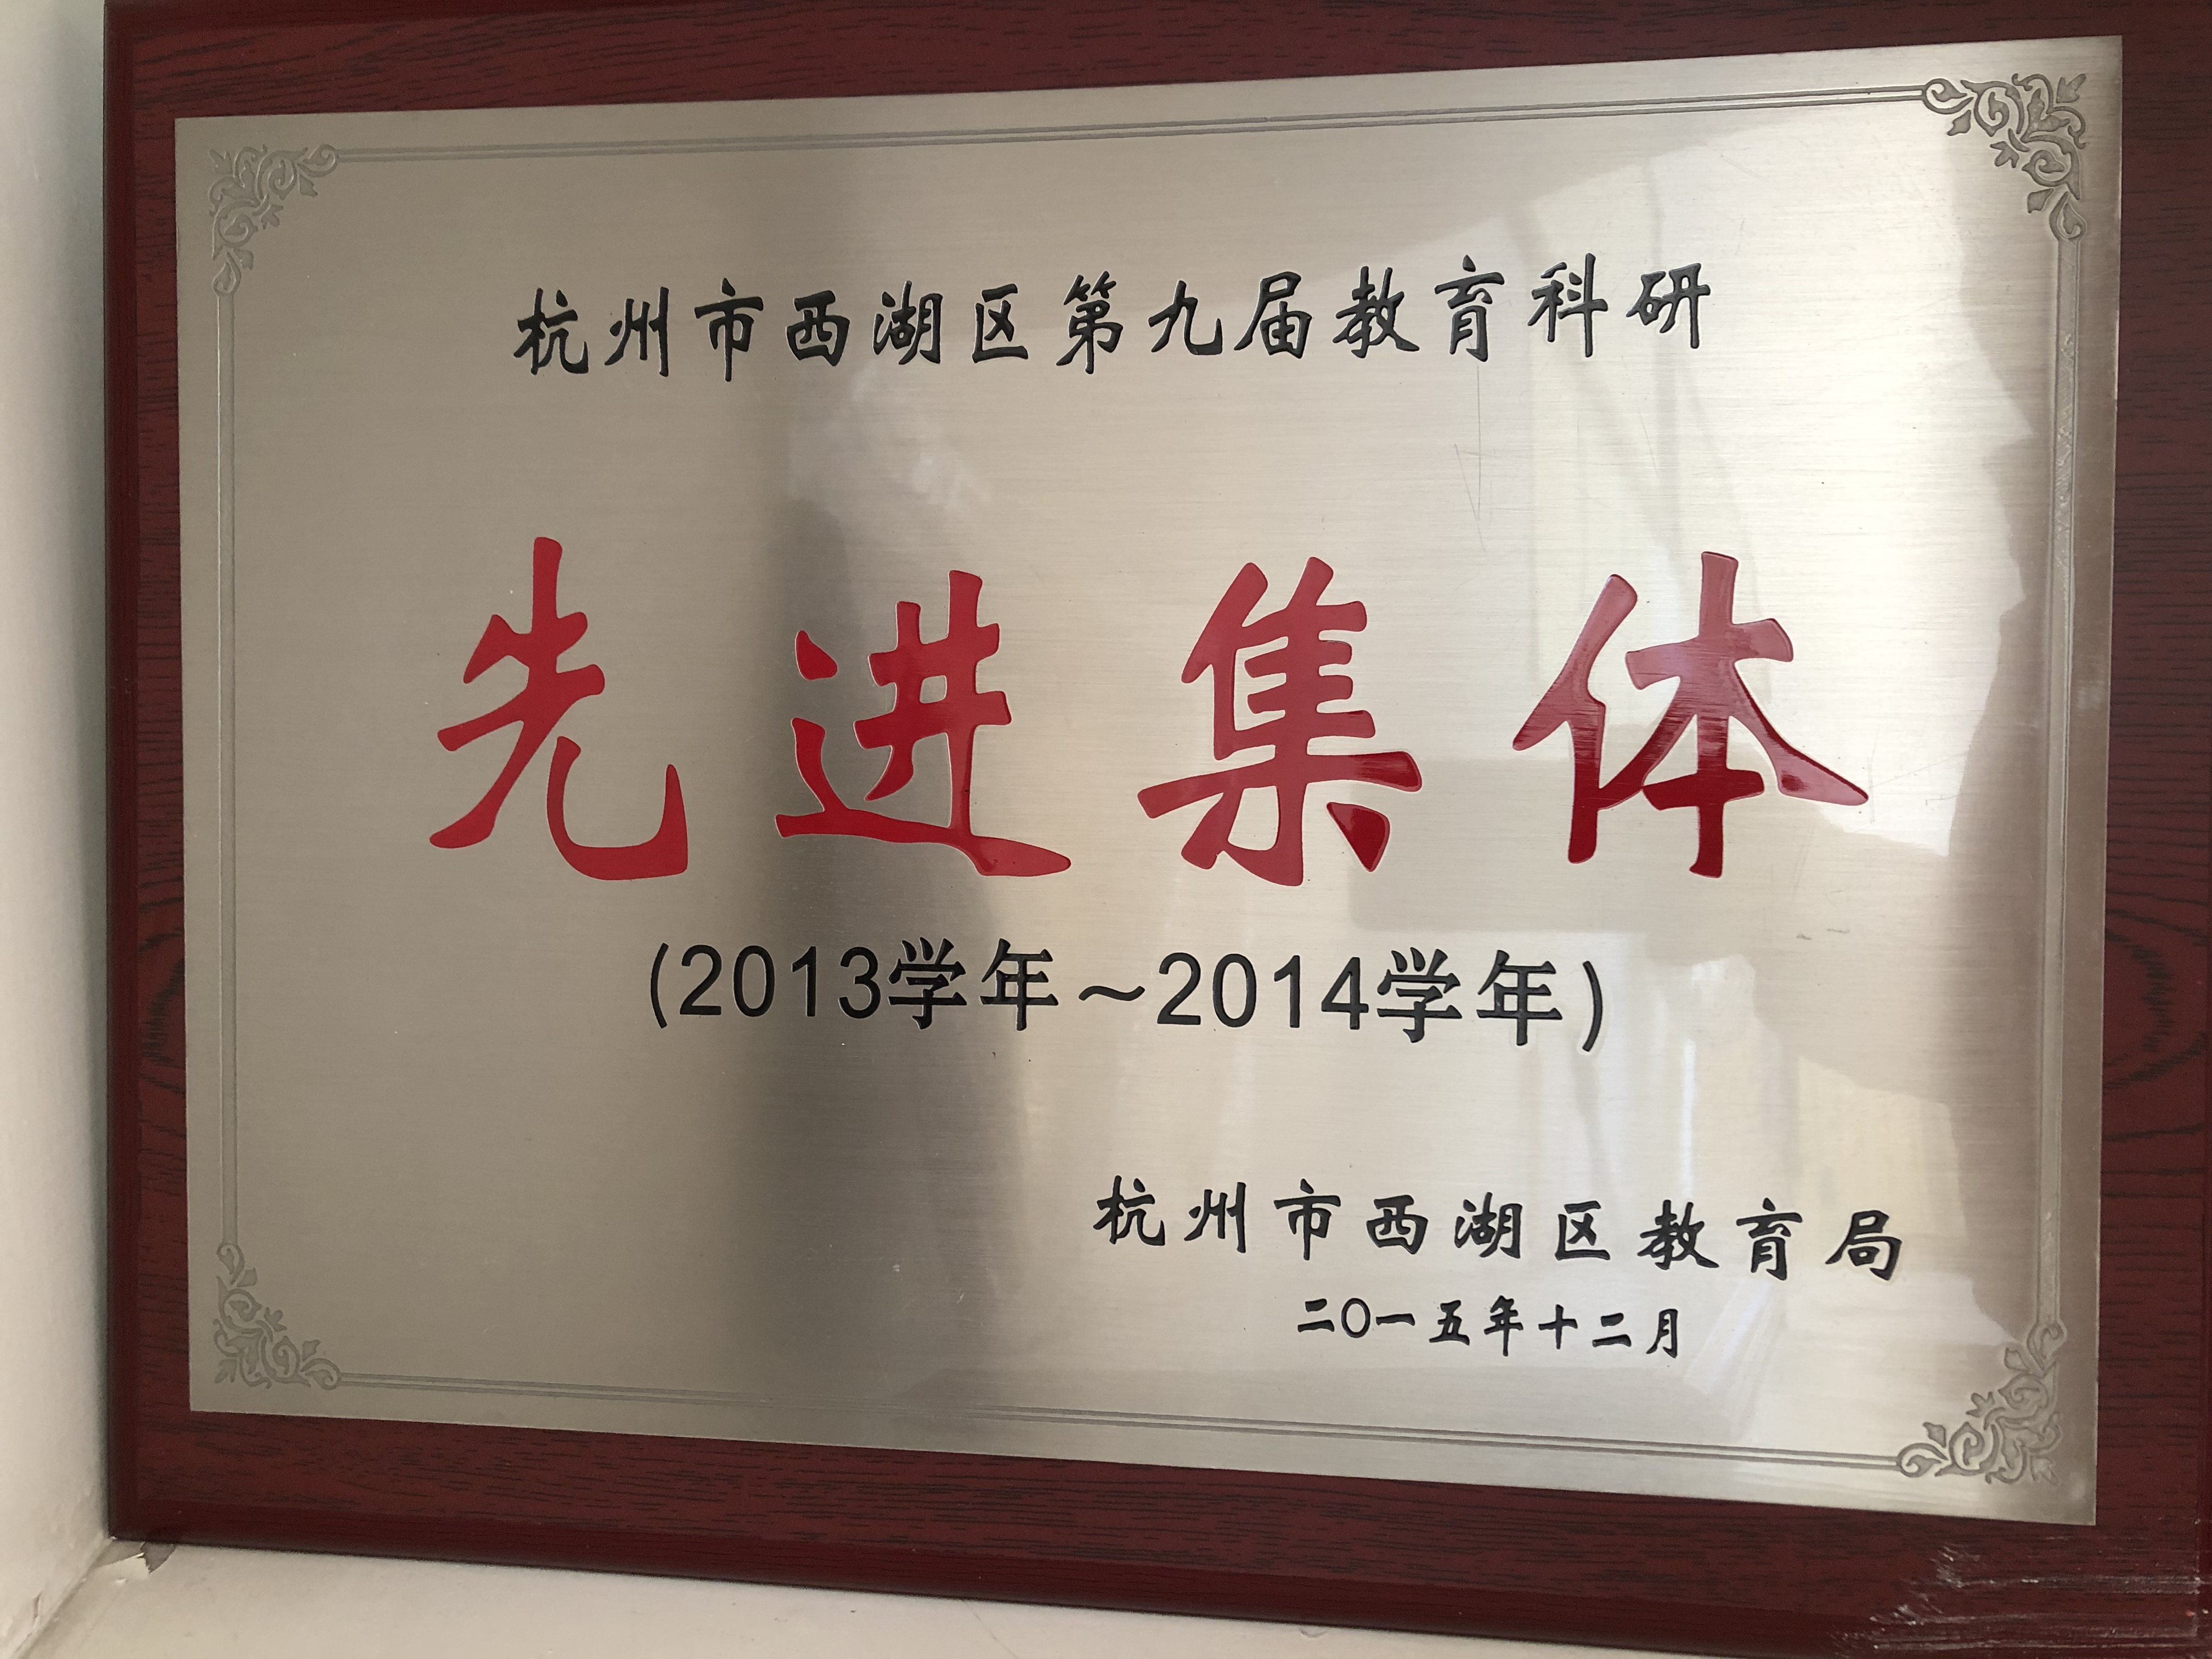 杭州市西湖区第九届教育科研
先进集体
(2013学年～2014学年)
杭州市西湖区教育局
二〇一五年十二月